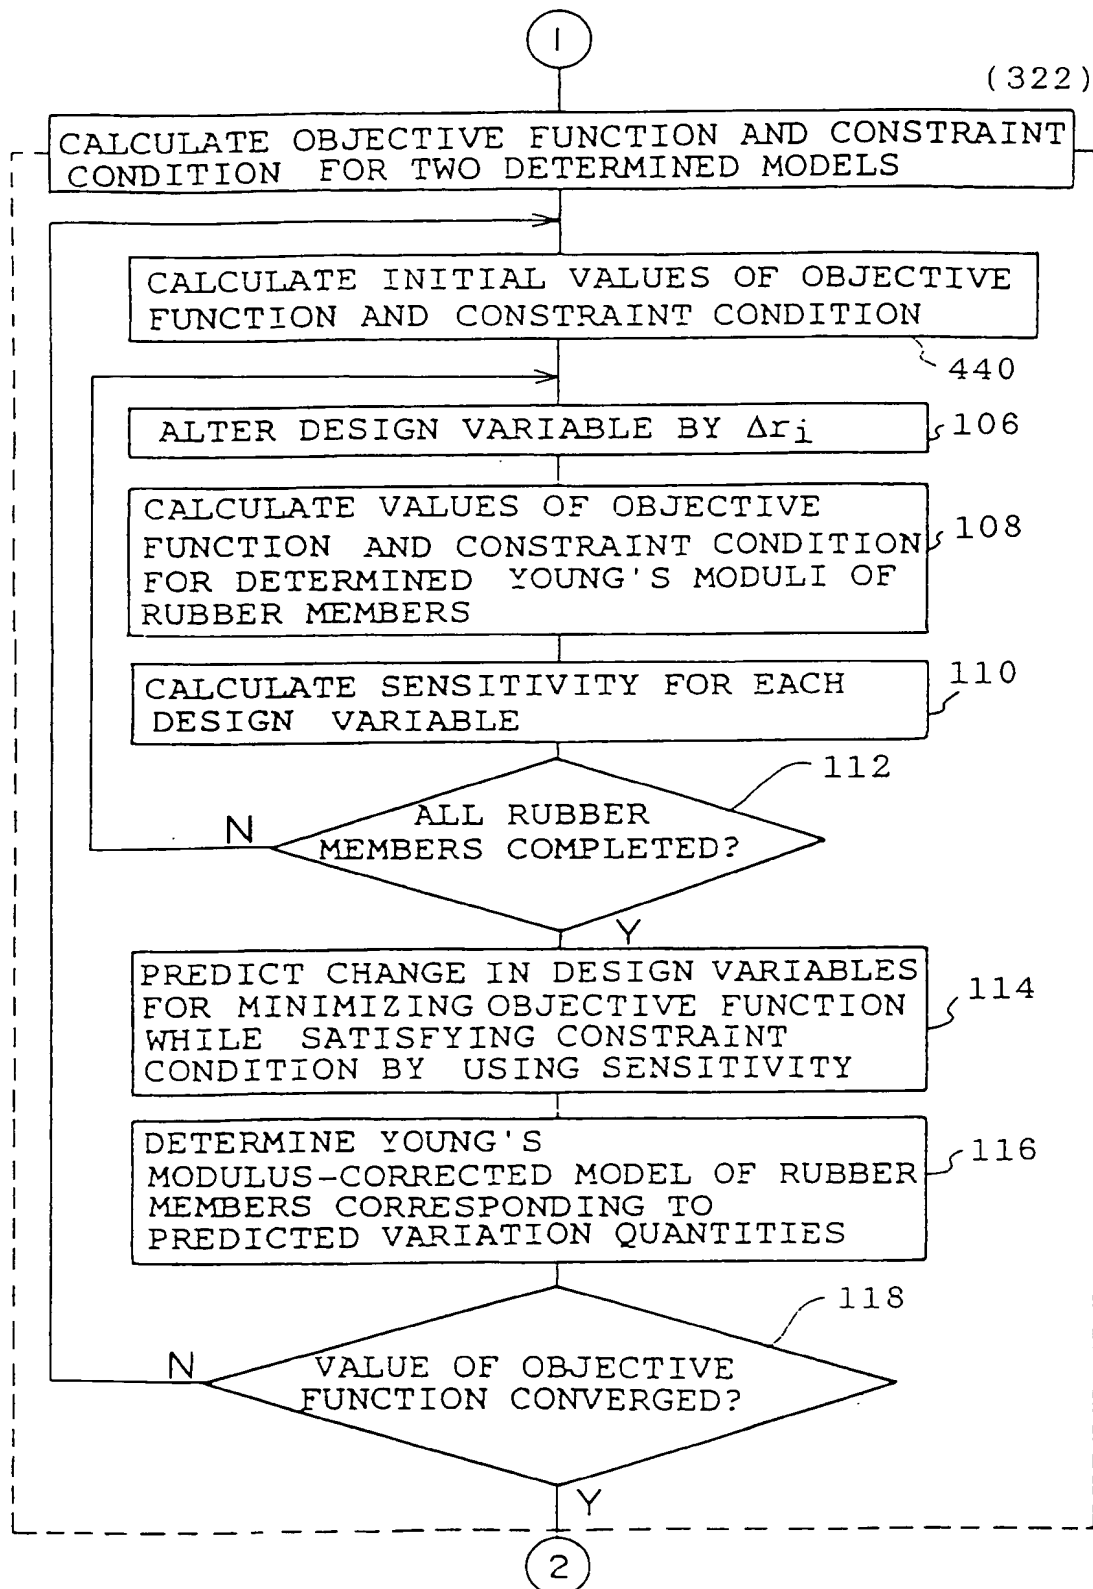 1
(322)
CALCULATE OBJECTIVE FUNCTION AND CONSTRAINT
CONDITION FOR TWO DETERMINED MODELS
CALCULATE INITIAL VALUES OF OBJECTIVE
FUNCTION AND CONSTRAINT CONDITION
440
ALTER DESIGN VARIABLE BY Δri
106
CALCULATE VALUES OF OBJECTIVE
FUNCTION AND CONSTRAINT CONDITION
FOR DETERMINED YOUNG'S MODULI OF
RUBBER MEMBERS
108
CALCULATE SENSITIVITY FOR EACH
DESIGN VARIABLE
110
112
ALL RUBBER
MEMBERS COMPLETED?
N
Y
PREDICT CHANGE IN DESIGN VARIABLES
FOR MINIMIZING OBJECTIVE FUNCTION
WHILE SATISFYING CONSTRAINT
CONDITION BY USING SENSITIVITY
114
DETERMINE YOUNG'S
MODULUS-CORRECTED MODEL OF RUBBER
MEMBERS CORRESPONDING TO
PREDICTED VARIATION QUANTITIES
116
118
VALUE OF OBJECTIVE
FUNCTION CONVERGED?
N
Y
2